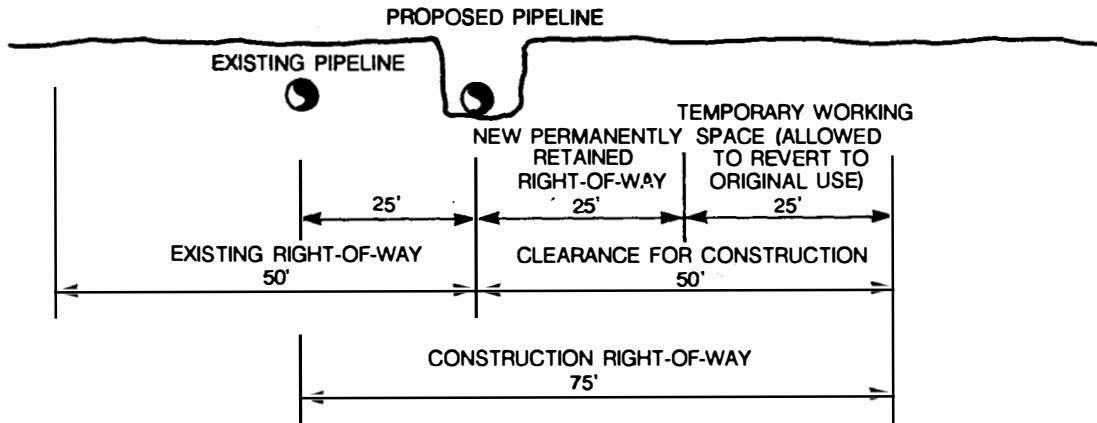 PROPOSED PIPELINE
EXISTING PIPELINE
NEW PERMANENTLY
RETAINED
RIGHT-OF-WAY
25'
TEMPORARY WORKING
SPACE (ALLOWED
TO REVERT TO
ORIGINAL USE)
25'
25'
EXISTING RIGHT-OF-WAY
50'
CLEARANCE FOR CONSTRUCTION
50'
CONSTRUCTION RIGHT-OF-WAY
75'